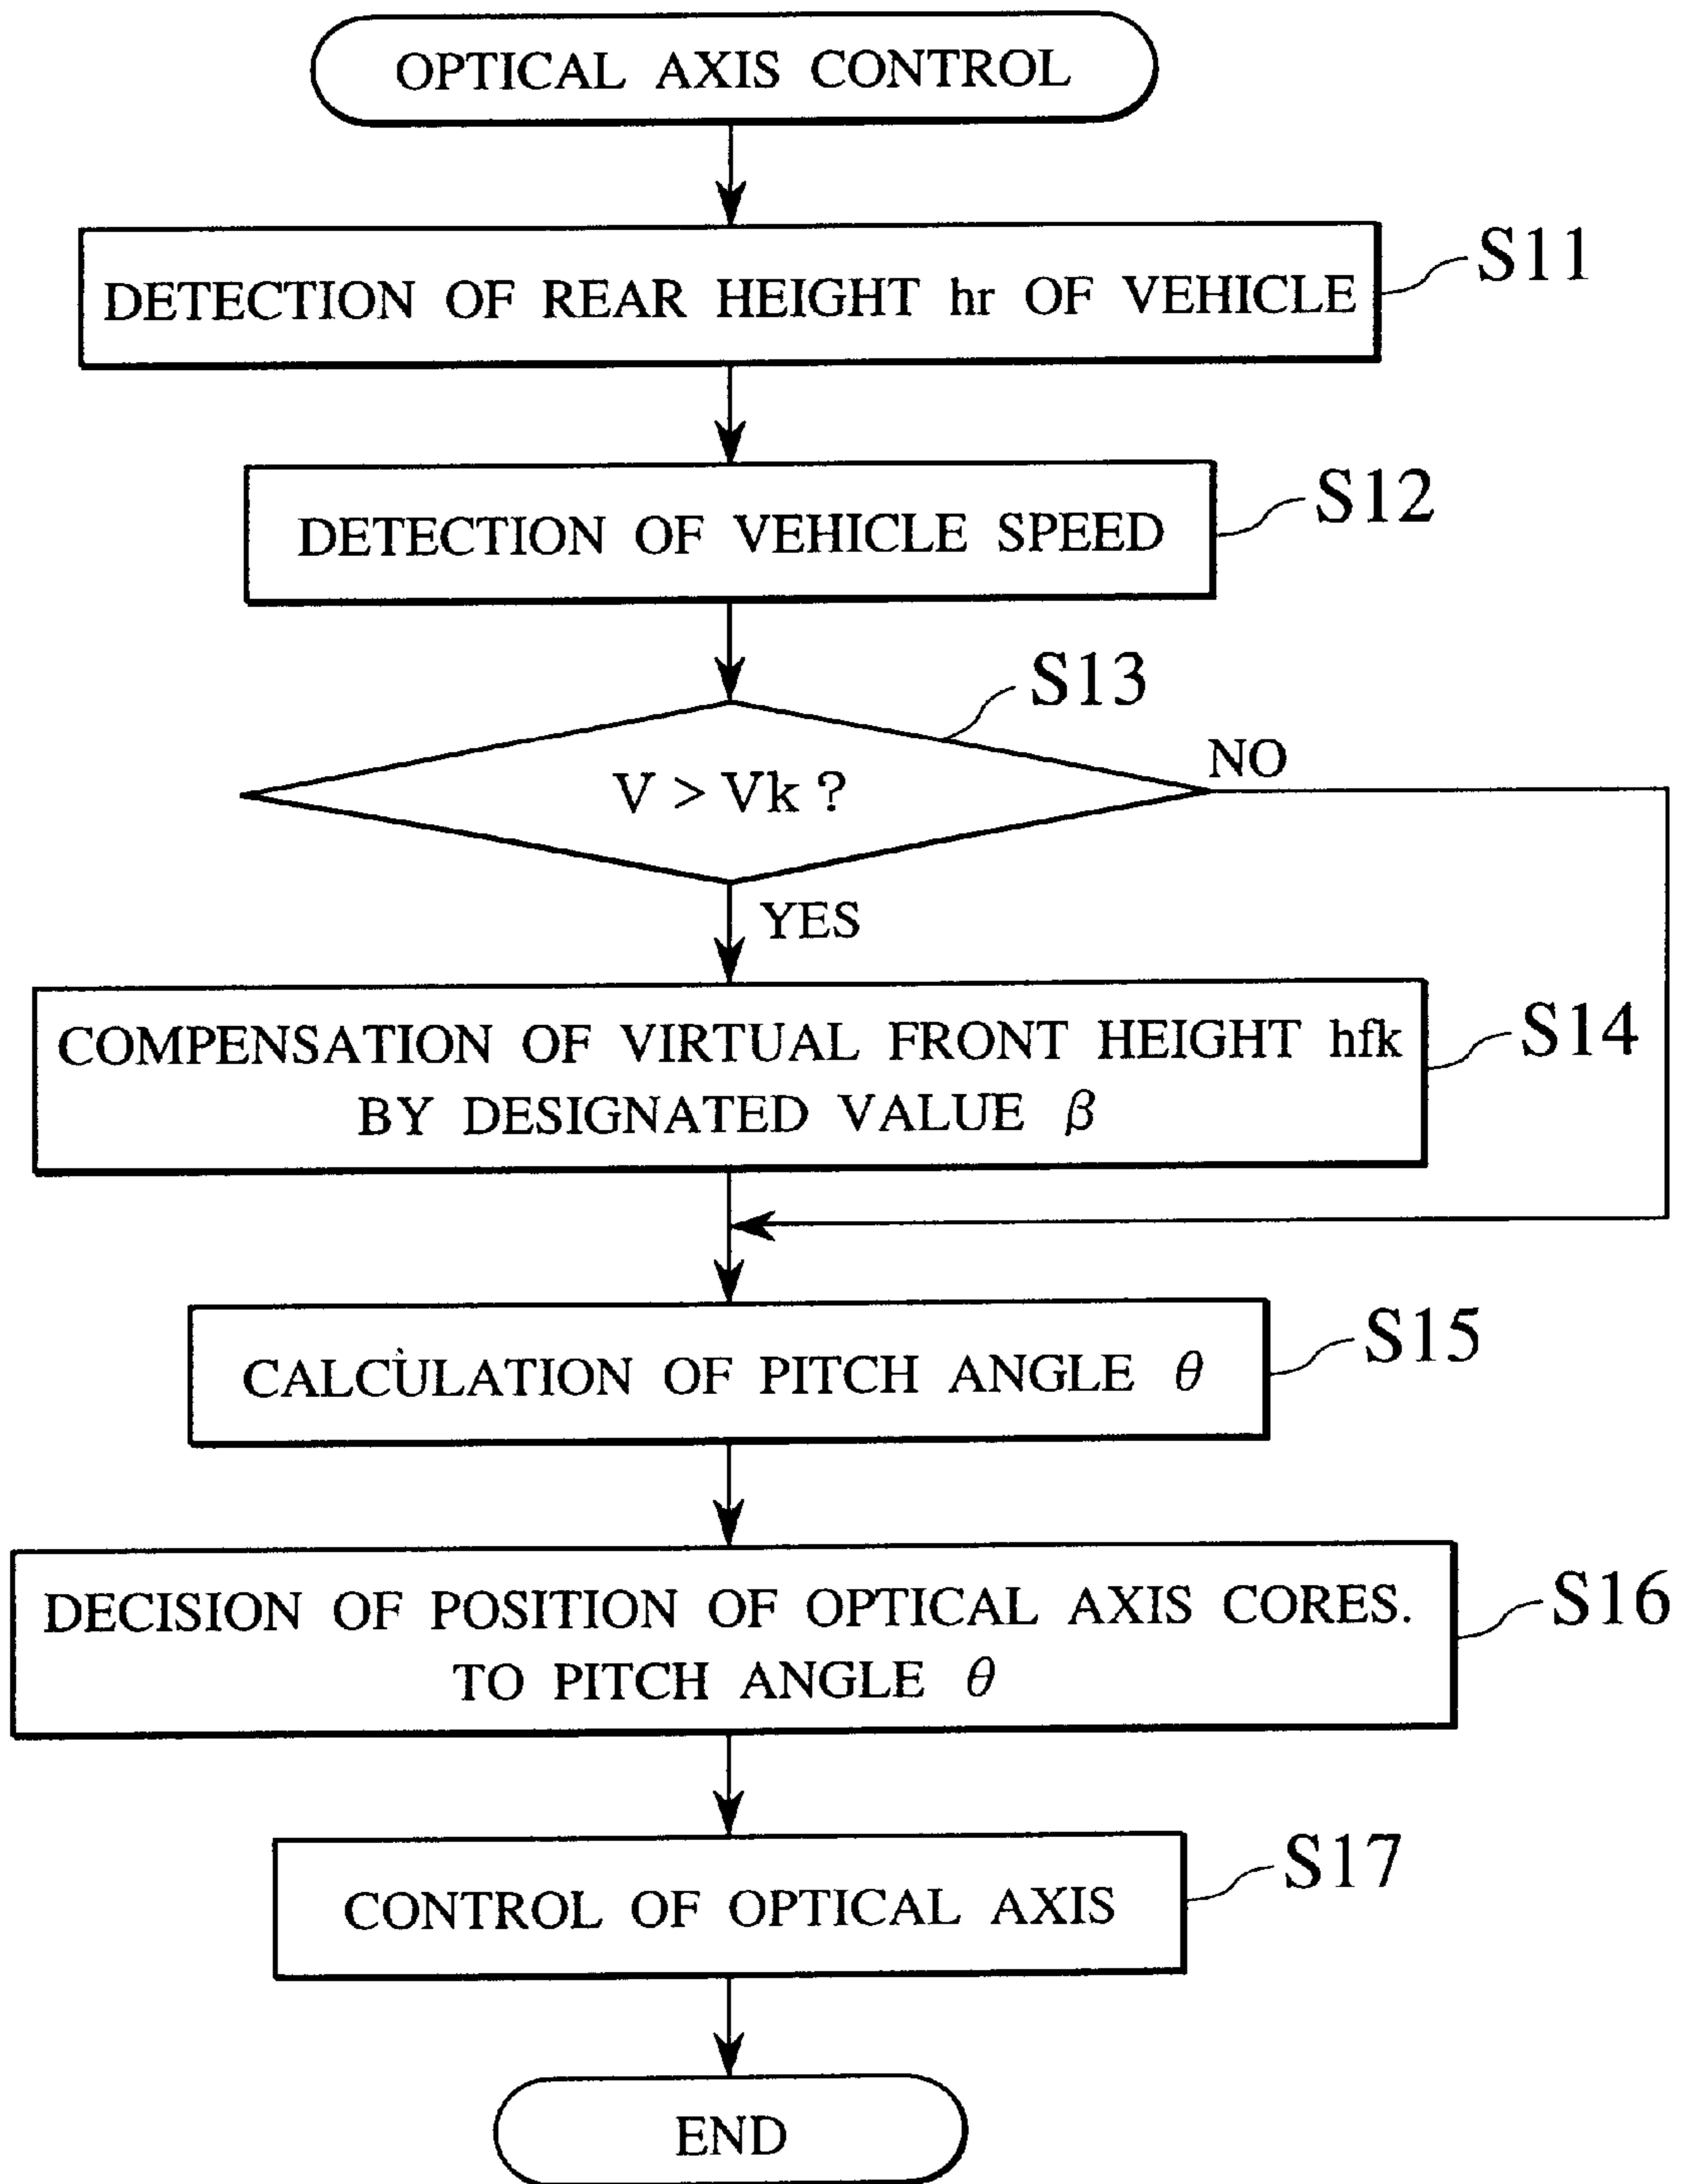 OPTICAL AXIS CONTROL
DETECTION OF REAR HEIGHT hr OF VEHICLE
S11
DETECTION OF VEHICLE SPEED
S12
S13
V > Vk ?
NO
YES
COMPENSATION OF VIRTUAL FRONT HEIGHT hfk
BY DESIGNATED VALUE β
S14
CALCULATION OF PITCH ANGLE θ
S15
DECISION OF POSITION OF OPTICAL AXIS CORES.
TO PITCH ANGLE θ
S16
CONTROL OF OPTICAL AXIS
S17
END